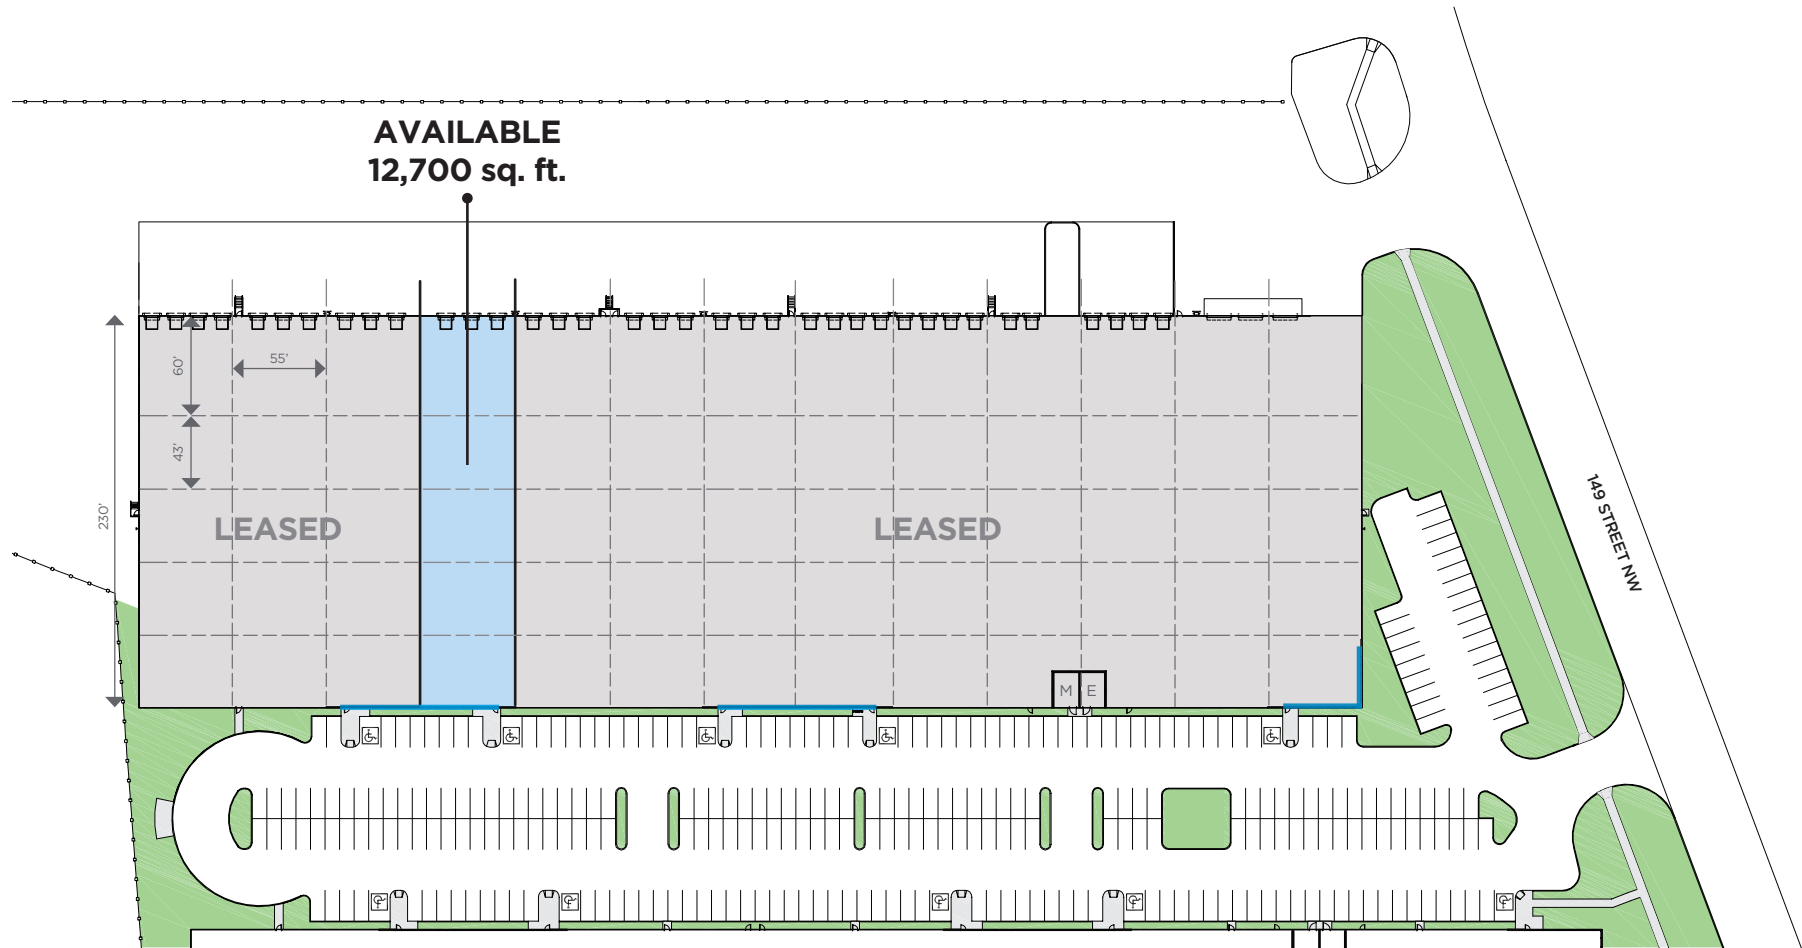 AVAILABLE
12,700 sq. ft.
60'
55'
43'
230'
LEASED
LEASED
149 STREET NW
M
E